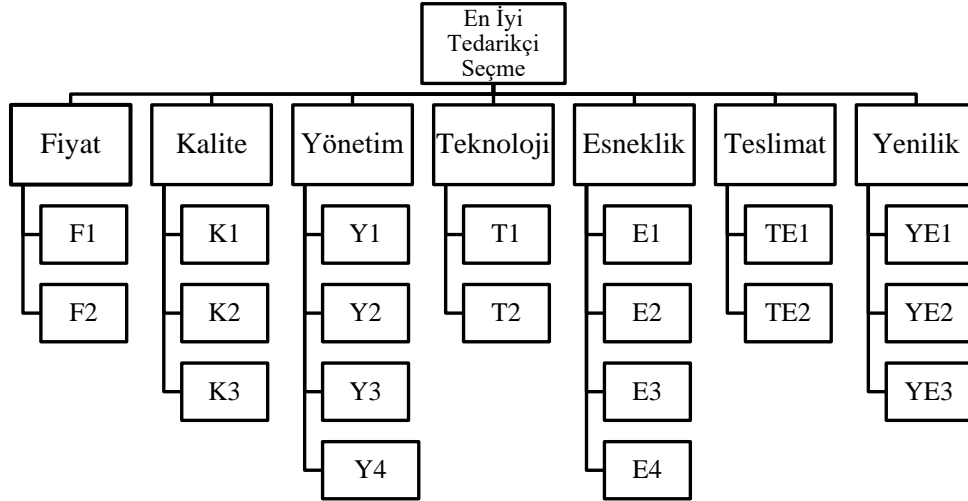 En İyi
Tedarikçi
Seçme
Fiyat
Kalite
Yönetim
Teknoloji
Esneklik
Teslimat
Yenilik
F1
K1
Y1
T1
E1
TE1
YE1
F2
K2
Y2
T2
E2
TE2
YE2
K3
Y3
E3
YE3
Y4
E4